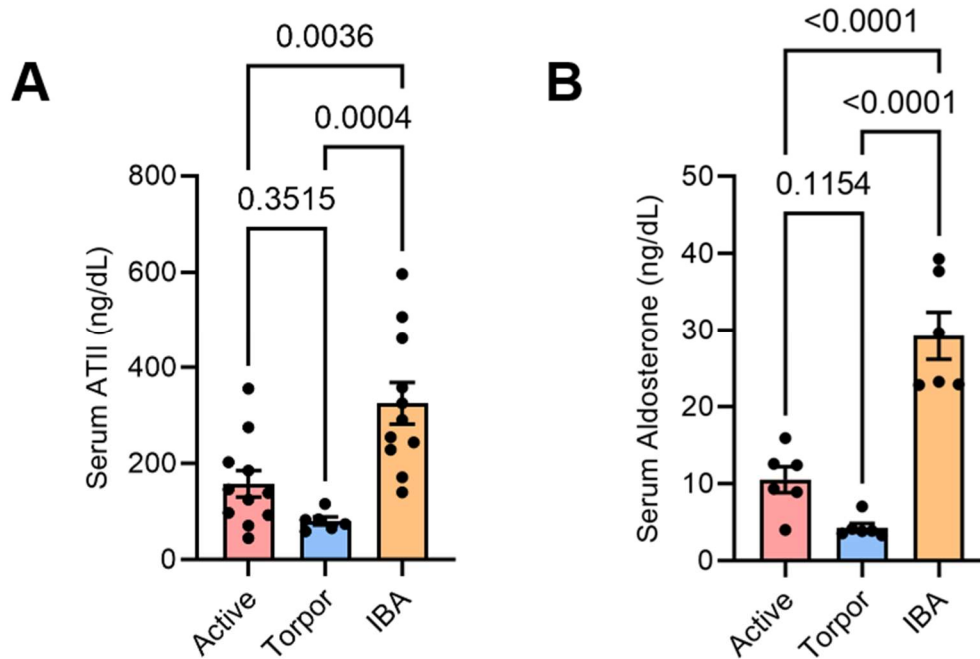 A
0.0036
0.0004
0.3515
Serum ATII (ng/dL)
800
600
400
200
0
Active
Torpor
IBA
B
<0.0001
<0.0001
0.1154
Serum Aldosterone (ng/dL)
50
40
30
20
10
0
Active
Torpor
IBA